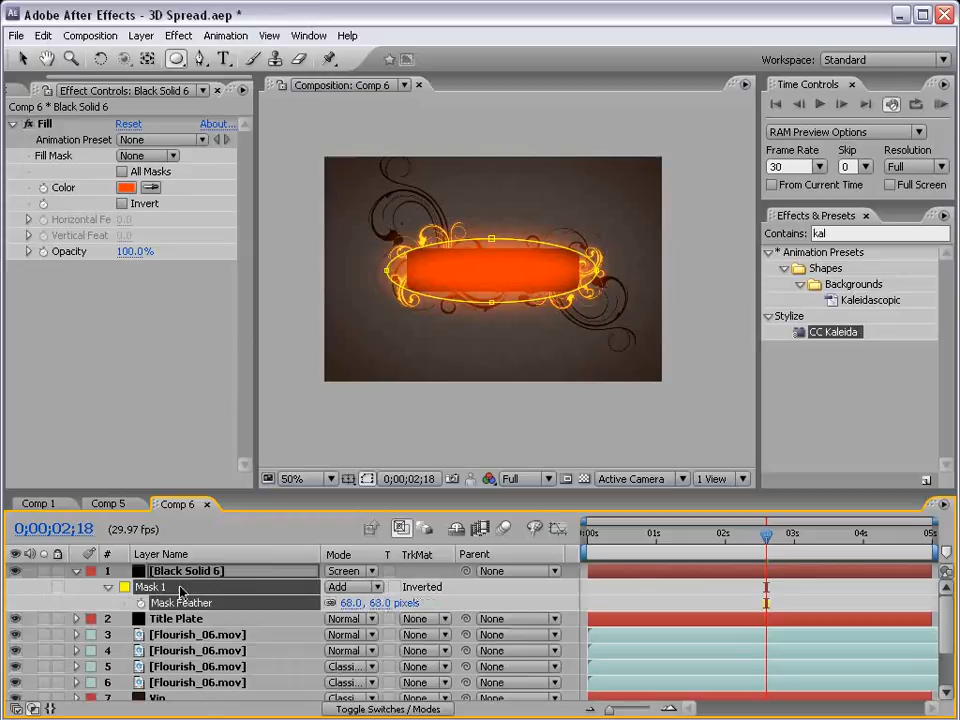 Adobe After Effects - 3D Spread.aep *
File Edit Composition Layer Effect Animation View Window Help
Workspace: Standard
Effect Controls: Black Solid 6
Comp 6 * Black Solid 6
Fill Reset About...
Animation Preset None
Fill Mask None
All Masks
Color
Invert
Horizontal Fe 0.0
Vertical Feat 0.0
Opacity 100.0%
Composition: Comp 6
50% 0;00;02;18 Full Active Camera 1 View
Time Controls
RAM Preview Options
Frame Rate Skip Resolution
30 0 Full
From Current Time Full Screen
Effects & Presets
Contains: kal
* Animation Presets
Shapes
Backgrounds
Kaleidoscopic
Stylize
CC Kaleida
Comp 1 Comp 5 Comp 6
0;00;02;18 (29.97 fps)
# Layer Name Mode T TrkMat Parent
:00s 01s 02s 03s 04s 05s
1 [Black Solid 6] Screen None
Mask 1 Add Inverted
Mask Feather 68.0, 68.0 pixels
2 Title Plate Normal None None
3 [Flourish_06.mov] Normal None None
4 [Flourish_06.mov] Normal None None
5 [Flourish_06.mov] Classi... None None
6 [Flourish_06.mov] Classi... None None
7 Vip Classi... None None
Toggle Switches / Modes